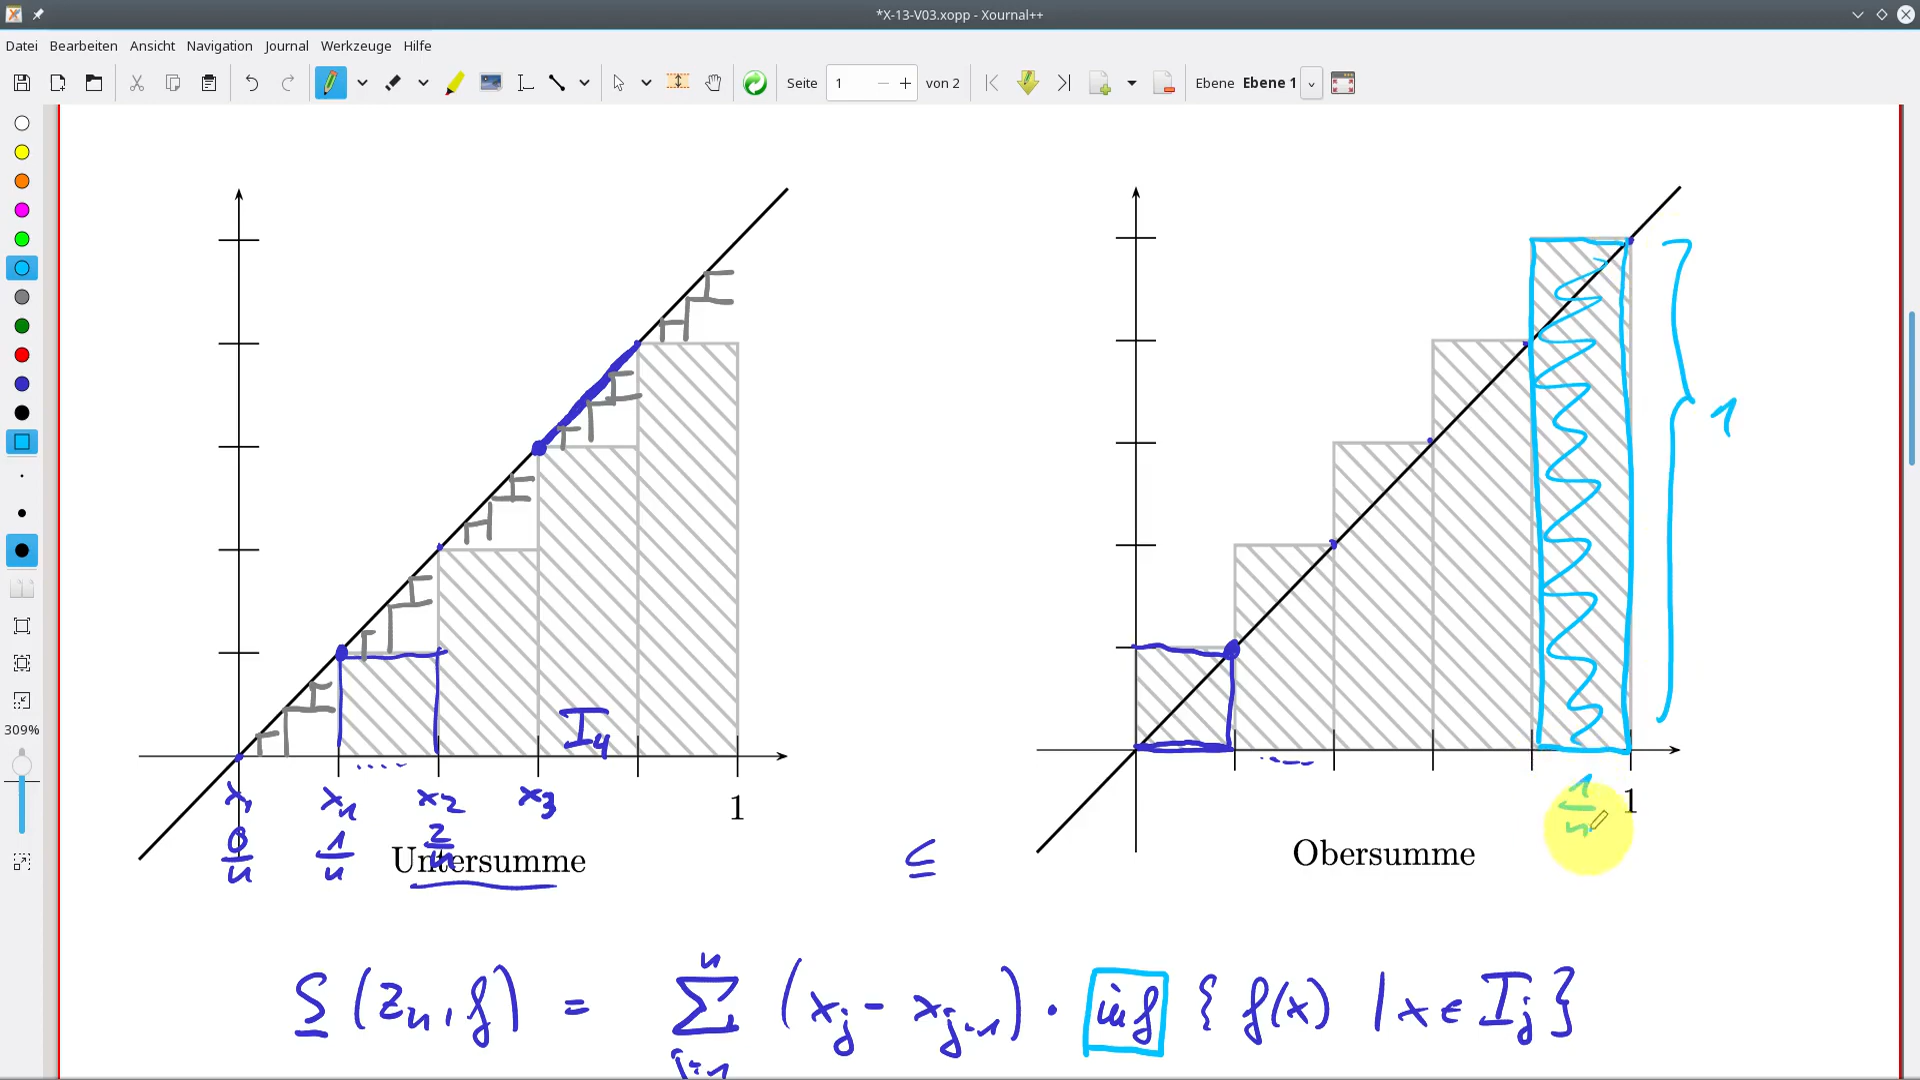 *X-13-V03.xopp - Xournal++
Datei Bearbeiten Ansicht Navigation Journal Werkzeuge Hilfe
Seite 1 von 2 Ebene Ebene 1
309%
1
I₄
x₁ x₁ x₂ x₃ 1
0/n 1/n 2/n
1/n 1
Untersumme ≤ Obersumme
S (Zn, f) = n ∑ j=1 (xj - xj-1) · inf { f(x) | x ∈ Ij }